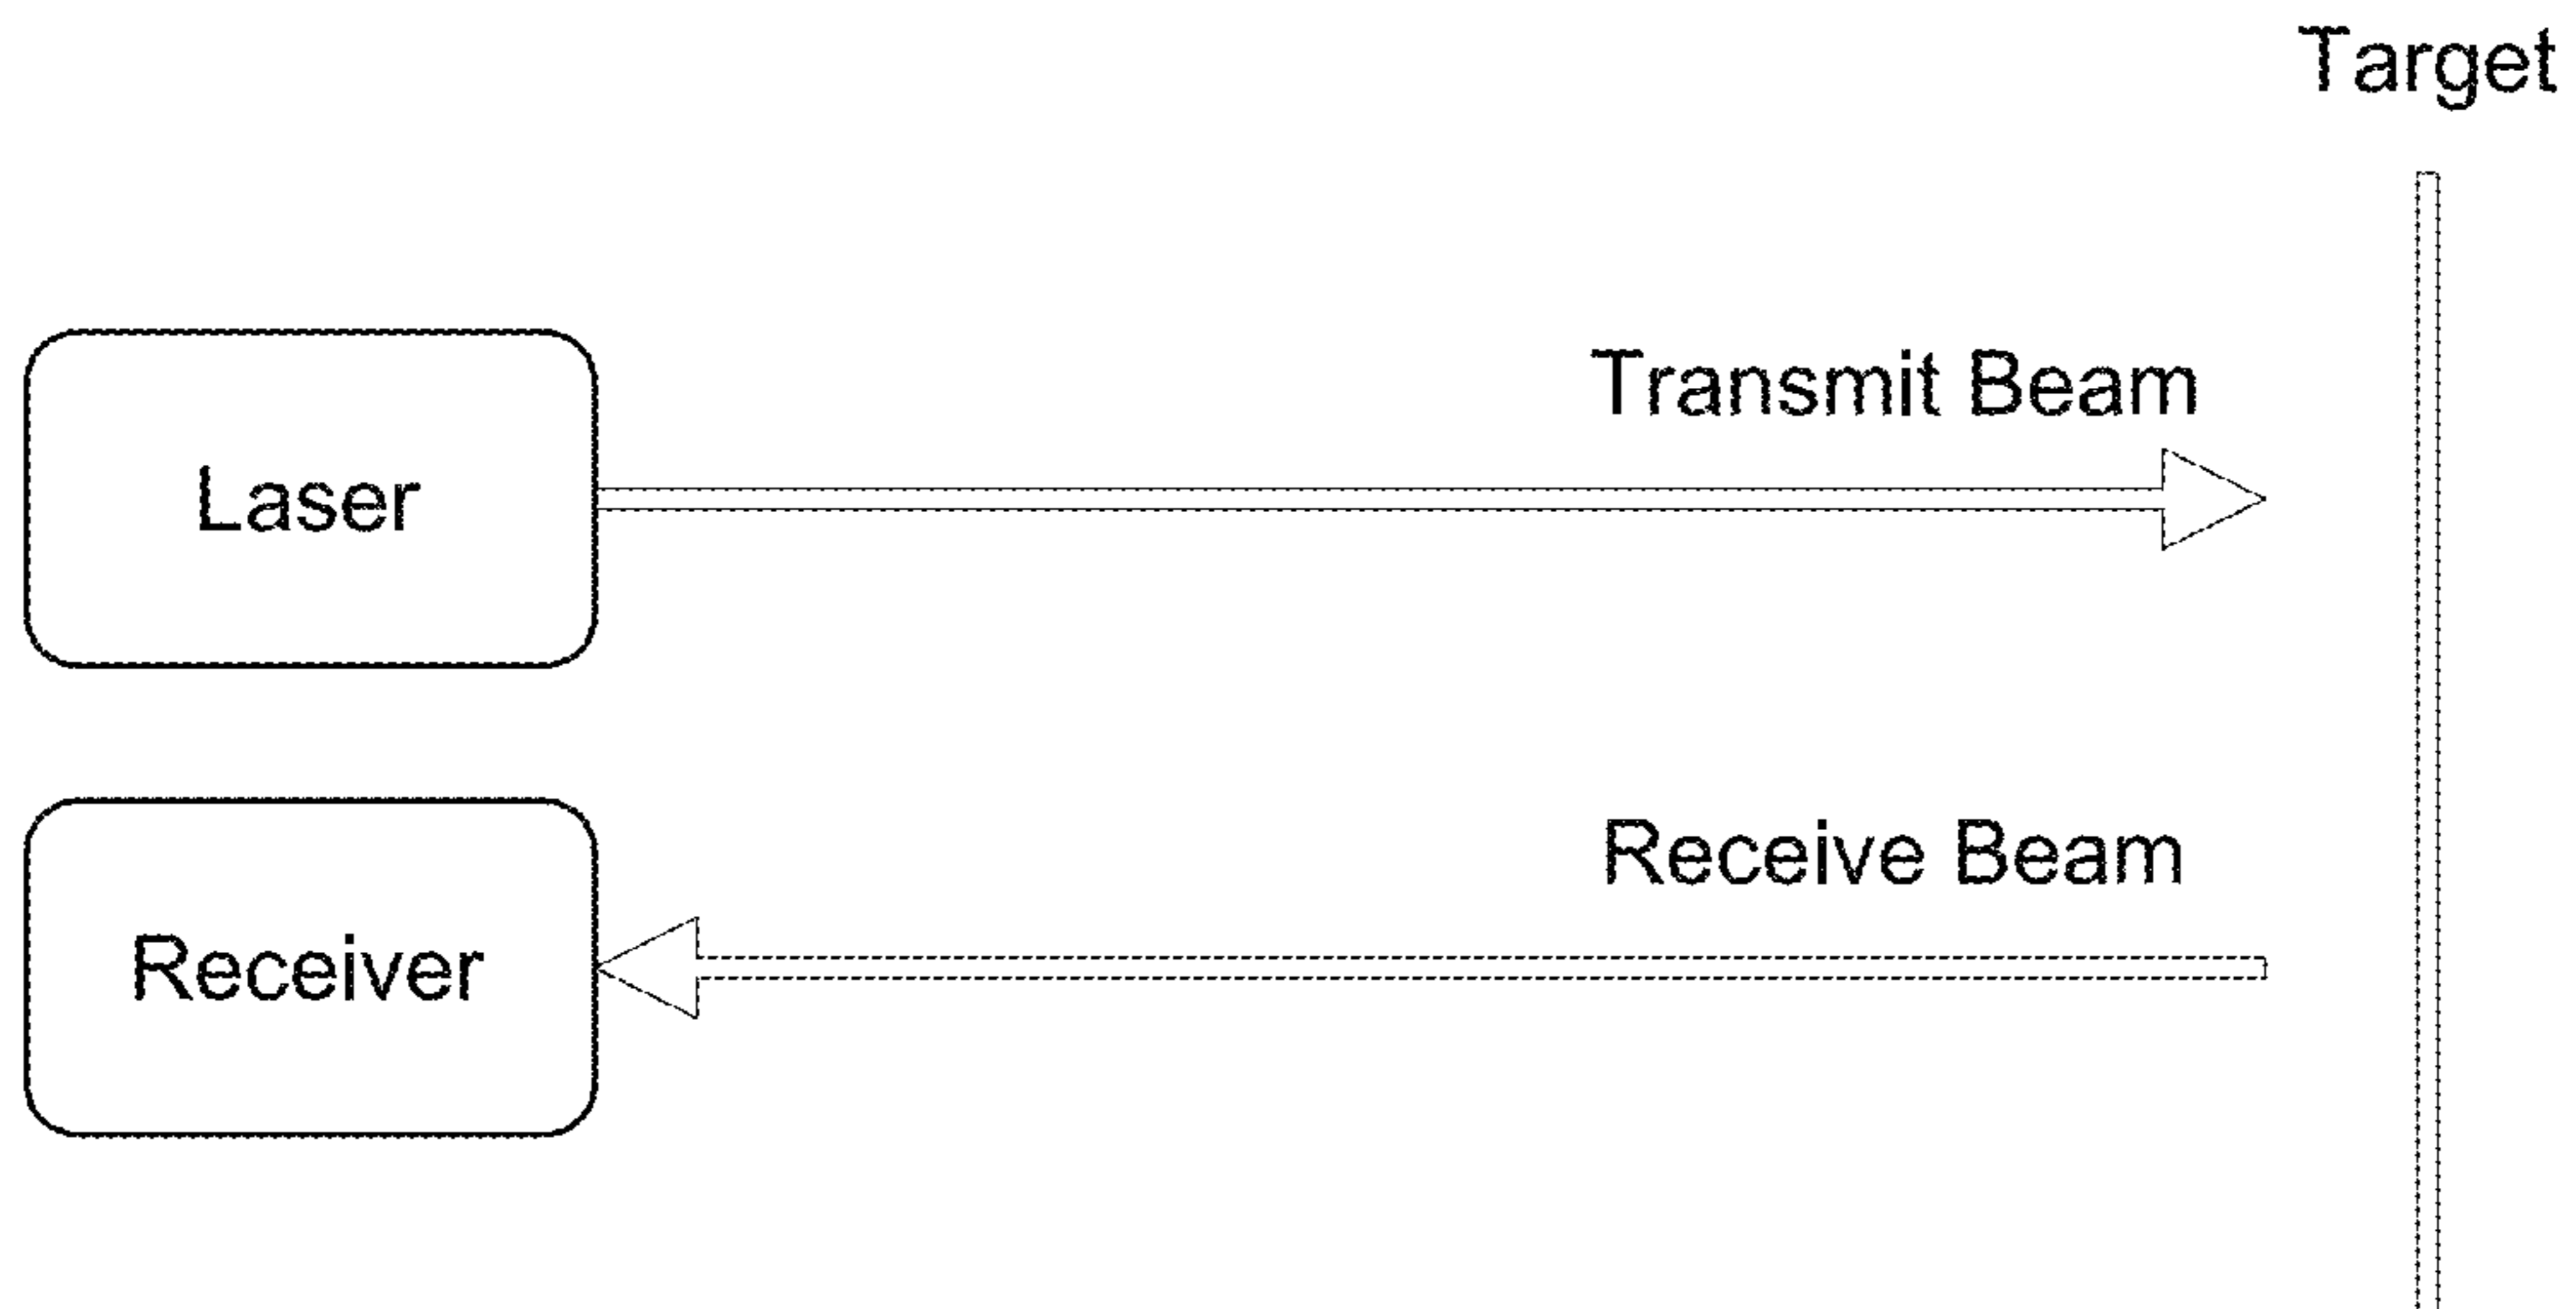 Target
Transmit Beam
Laser
Receive Beam
Receiver